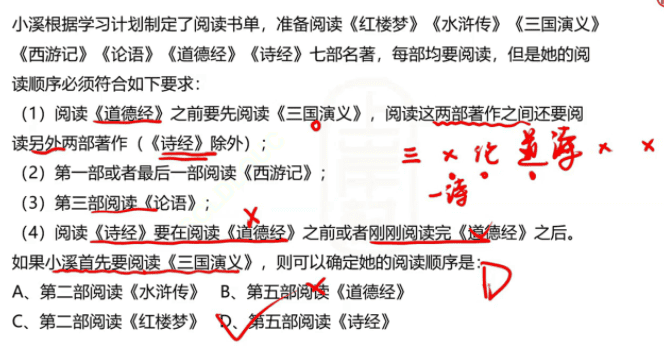 小溪根据学习计划制定了阅读书单，准备阅读《红楼梦》《水浒传》《三国演义》
《西游记》《论语》《道德经》《诗经》七部名著，每部均要阅读，但是她的阅
读顺序必须符合如下要求：
（1）阅读《道德经》之前要先阅读《三国演义》，阅读这两部著作之间还要阅
读另外两部著作（《诗经》除外）；
三 × 论 道 诗 × ×
（2）第一部或者最后一部阅读《西游记》；
一诗
（3）第三部阅读《论语》；
（4）阅读《诗经》要在阅读《道德经》之前或者刚刚阅读完《道德经》之后。
如果小溪首先要阅读《三国演义》，则可以确定她的阅读顺序是： D
A、第二部阅读《水浒传》 B、第五部阅读《道德经》
C、第二部阅读《红楼梦》 D、第五部阅读《诗经》